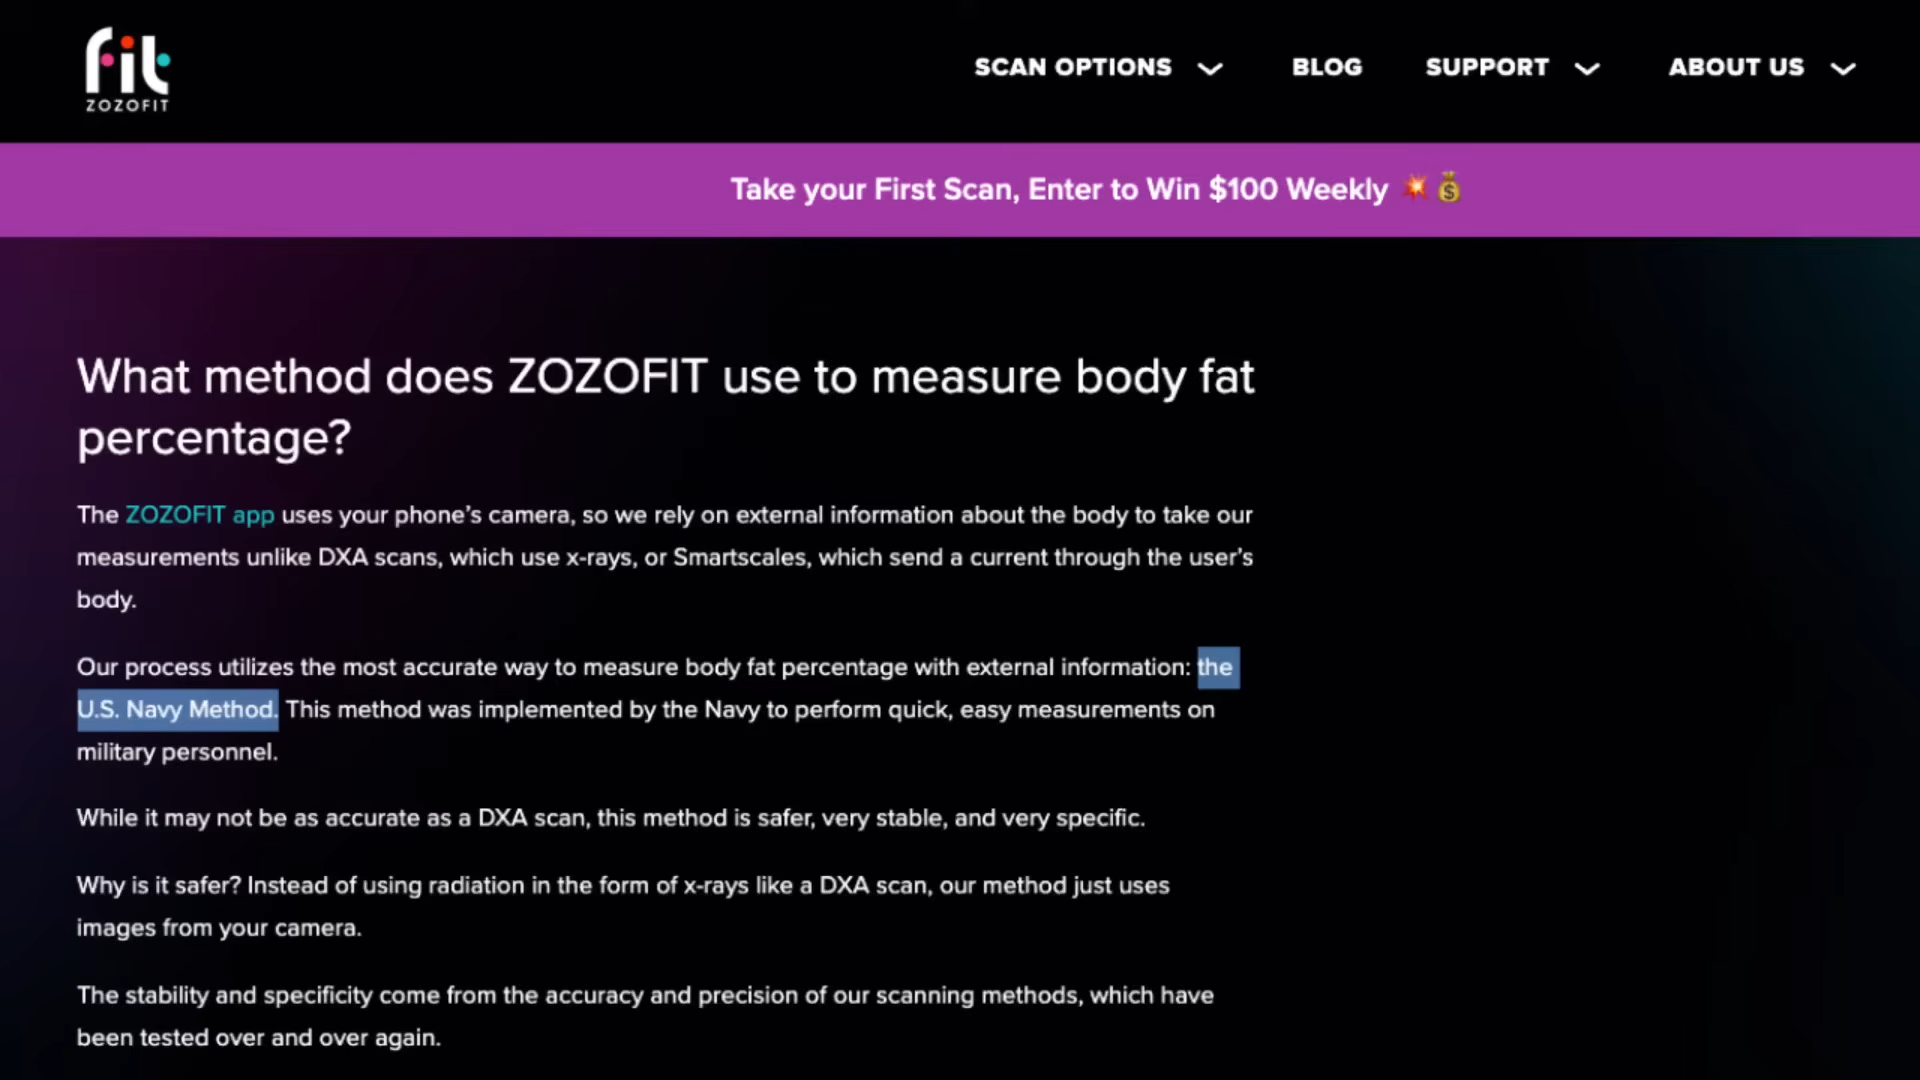 fit
ZOZOFIT
SCAN OPTIONS
BLOG
SUPPORT
ABOUT US
Take your First Scan, Enter to Win $100 Weekly 💥💰
What method does ZOZOFIT use to measure body fat
percentage?
The ZOZOFIT app uses your phone's camera, so we rely on external information about the body to take our
measurements unlike DXA scans, which use x-rays, or Smartscales, which send a current through the user's
body.
Our process utilizes the most accurate way to measure body fat percentage with external information: the
U.S. Navy Method. This method was implemented by the Navy to perform quick, easy measurements on
military personnel.
While it may not be as accurate as a DXA scan, this method is safer, very stable, and very specific.
Why is it safer? Instead of using radiation in the form of x-rays like a DXA scan, our method just uses
images from your camera.
The stability and specificity come from the accuracy and precision of our scanning methods, which have
been tested over and over again.